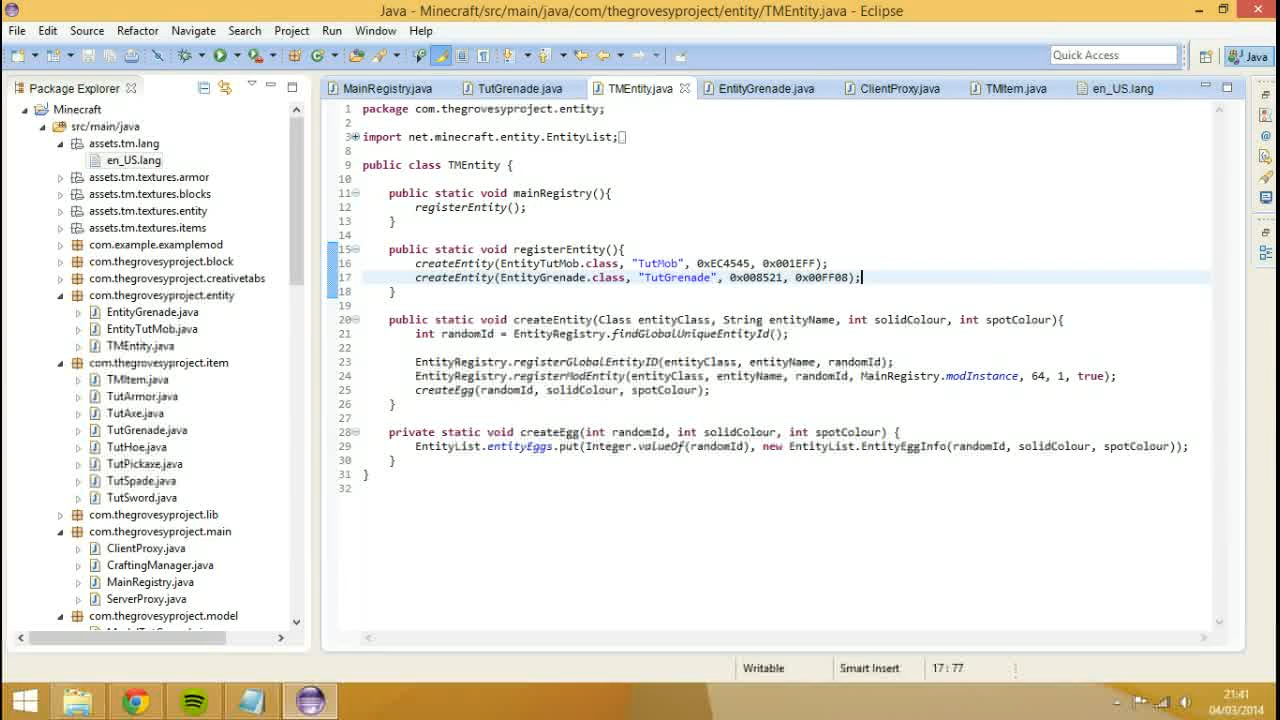 Java - Minecraft/src/main/java/com/thegrovesyproject/entity/TMEntity.java - Eclipse
File Edit Source Refactor Navigate Search Project Run Window Help
Quick Access
Java
Package Explorer
MainRegistry.java TutGrenade.java TMEntity.java EntityGrenade.java ClientProxy.java TMItem.java en_US.lang
Minecraft
src/main/java
assets.tm.lang
en_US.lang
assets.tm.textures.armor
assets.tm.textures.blocks
assets.tm.textures.entity
assets.tm.textures.items
com.example.examplemod
com.thegrovesyproject.block
com.thegrovesyproject.creativetabs
com.thegrovesyproject.entity
EntityGrenade.java
EntityTutMob.java
TMEntity.java
com.thegrovesyproject.item
TMItem.java
TutArmor.java
TutAxe.java
TutGrenade.java
TutHoe.java
TutPickaxe.java
TutSpade.java
TutSword.java
com.thegrovesyproject.lib
com.thegrovesyproject.main
ClientProxy.java
CraftingManager.java
MainRegistry.java
ServerProxy.java
com.thegrovesyproject.model
1 package com.thegrovesyproject.entity;
2
3 import net.minecraft.entity.EntityList;
8
9 public class TMEntity {
10
11 public static void mainRegistry(){
12 registerEntity();
13 }
14
15 public static void registerEntity(){
16 createEntity(EntityTutMob.class, "TutMob", 0xEC4545, 0x001EFF);
17 createEntity(EntityGrenade.class, "TutGrenade", 0x008521, 0x00FF08);
18 }
19
20 public static void createEntity(Class entityClass, String entityName, int solidColour, int spotColour){
21 int randomId = EntityRegistry.findGlobalUniqueEntityId();
22
23 EntityRegistry.registerGlobalEntityID(entityClass, entityName, randomId);
24 EntityRegistry.registerModEntity(entityClass, entityName, randomId, MainRegistry.modInstance, 64, 1, true);
25 createEgg(randomId, solidColour, spotColour);
26 }
27
28 private static void createEgg(int randomId, int solidColour, int spotColour) {
29 EntityList.entityEggs.put(Integer.valueOf(randomId), new EntityList.EntityEggInfo(randomId, solidColour, spotColour));
30 }
31 }
32
Writable Smart Insert 17 : 77
21:41
04/03/2014